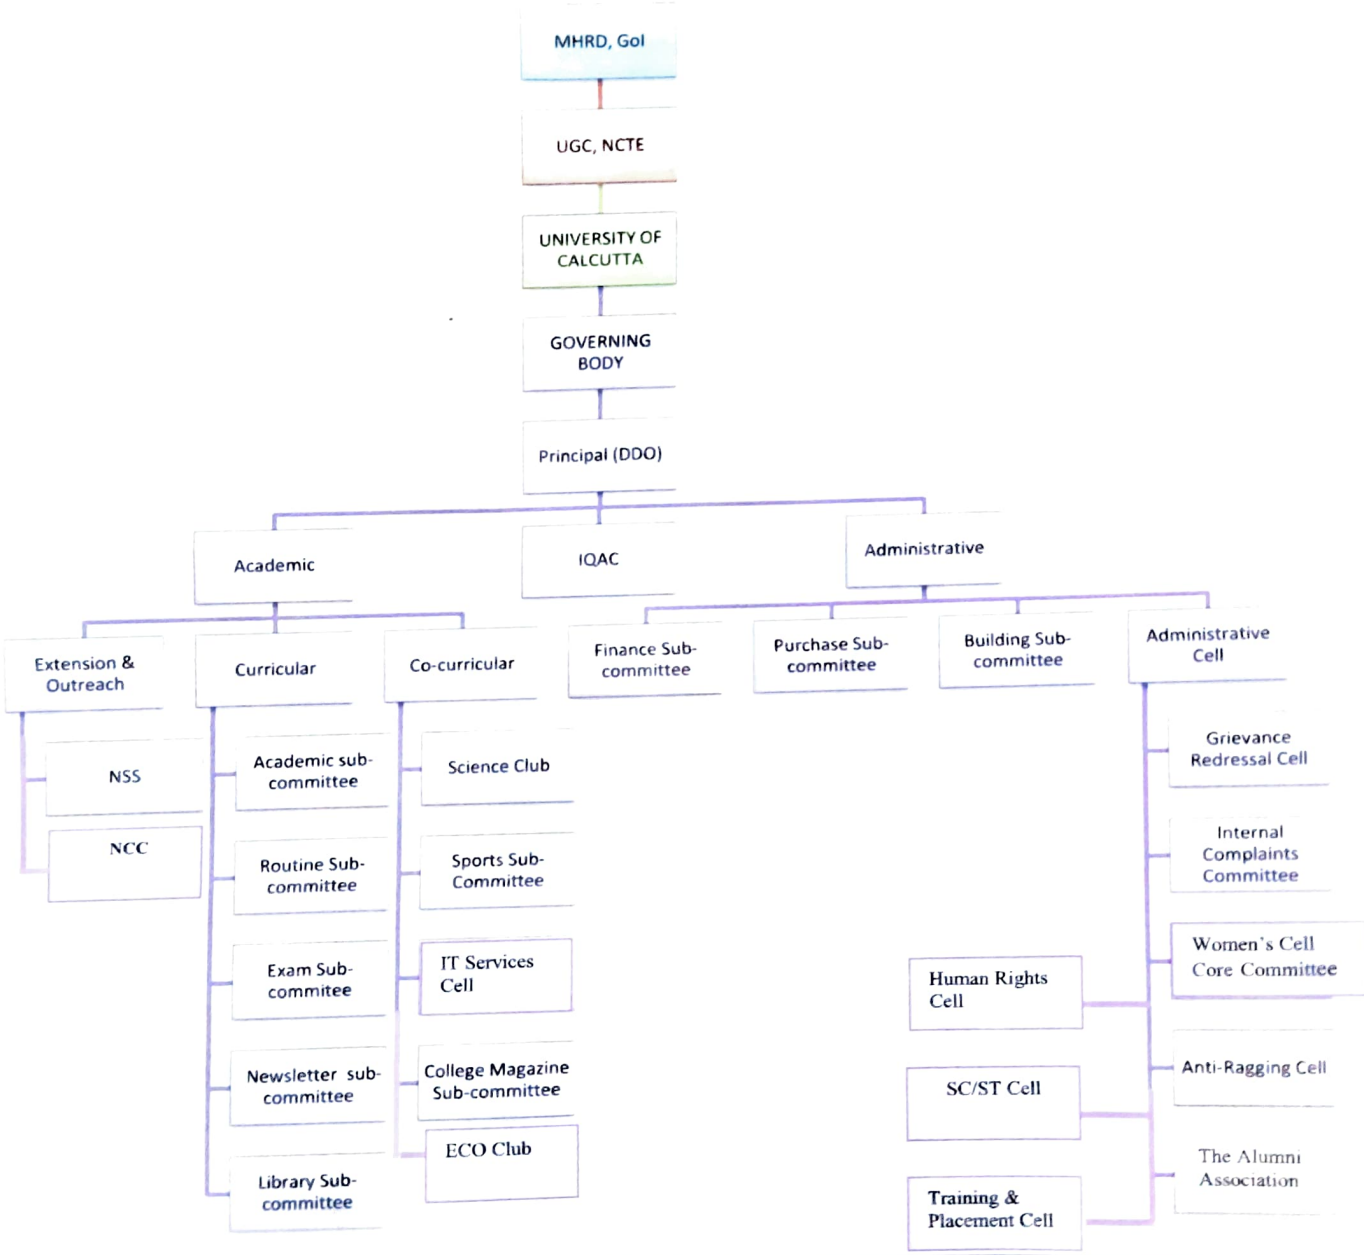 MHRD, GoI
UGC, NCTE
UNIVERSITY OF
CALCUTTA
GOVERNING
BODY
Principal (DDO)
Academic
IQAC
Administrative
Extension &
Outreach
Curricular
Co-curricular
Finance Sub-
committee
Purchase Sub-
committee
Building Sub-
committee
Administrative
Cell
NSS
NCC
Academic sub-
committee
Routine Sub-
committee
Exam Sub-
commitee
Newsletter sub-
committee
Library Sub-
committee
Science Club
Sports Sub-
Committee
IT Services
Cell
College Magazine
Sub-committee
ECO Club
Human Rights
Cell
SC/ST Cell
Training &
Placement Cell
Grievance
Redressal Cell
Internal
Complaints
Committee
Women's Cell
Core Committee
Anti-Ragging Cell
The Alumni
Association